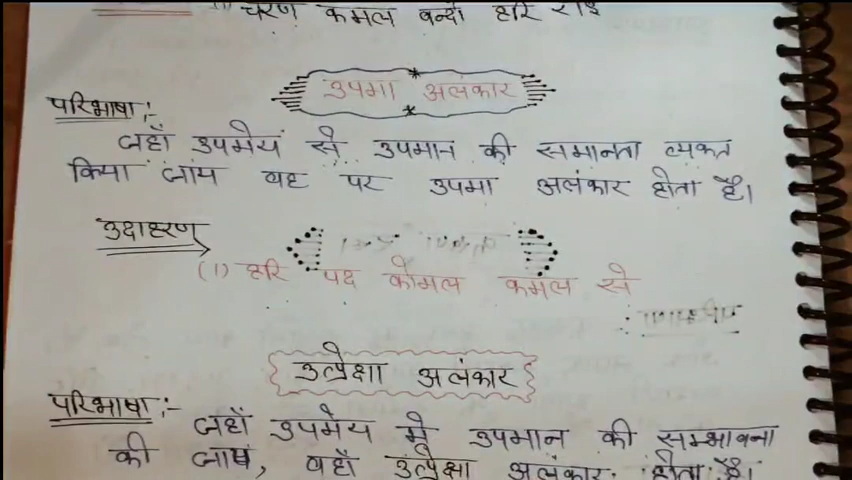 चरण कमल बन्दौ हरि राइ
उपमा अलंकार
परिभाषा:-
जहाँ उपमेय से उपमान की समानता व्यक्त
किया जाय वह पर उपमा अलंकार होता है।
उदाहरण
(1) हरि पद कोमल कमल से
उत्प्रेक्षा अलंकार
परिभाषा:-
जहाँ उपमेय मे उपमान की सम्भावना
की जाय, वहाँ उत्प्रेक्षा अलंकार होता है।